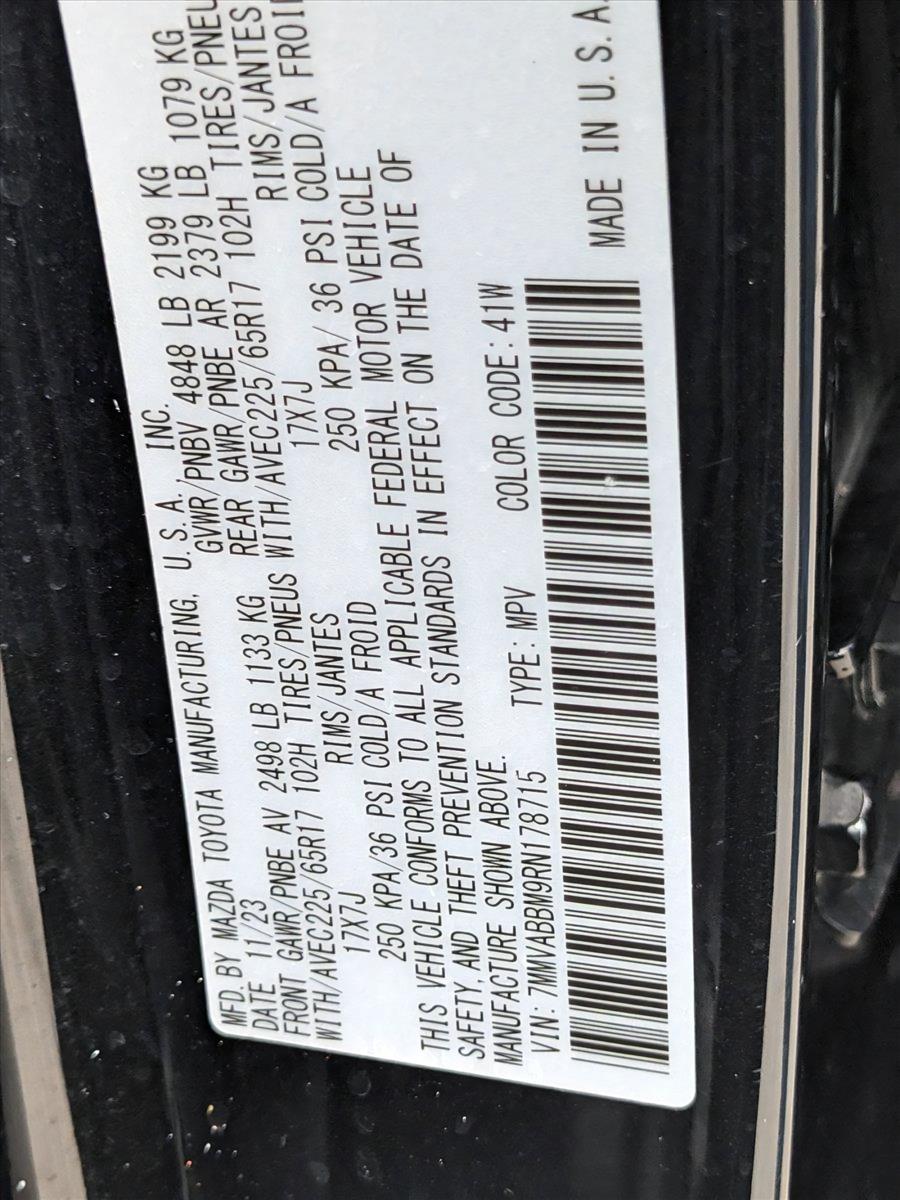 MFD. BY MAZDA TOYOTA MANUFACTURING, U.S.A., INC.
DATE 11/23 GVWR/PNBV 4848 LB 2199 KG
FRONT GAWR/PNBE AV 2498 LB 1133 KG REAR GAWR/PNBE AR 2379 LB 1079 KG
WITH/AVEC225/65R17 102H TIRES/PNEUS WITH/AVEC225/65R17 102H TIRES/PNEU
17X7J RIMS/JANTES 17X7J RIMS/JANTES
250 KPA/36 PSI COLD/A FROID 250 KPA/ 36 PSI COLD/A FROI
THIS VEHICLE CONFORMS TO ALL APPLICABLE FEDERAL MOTOR VEHICLE
SAFETY, AND THEFT PREVENTION STANDARDS IN EFFECT ON THE DATE OF
MANUFACTURE SHOWN ABOVE.
VIN: 7MMVABBM9RN178715 TYPE: MPV COLOR CODE: 41W
MADE IN U.S.A.